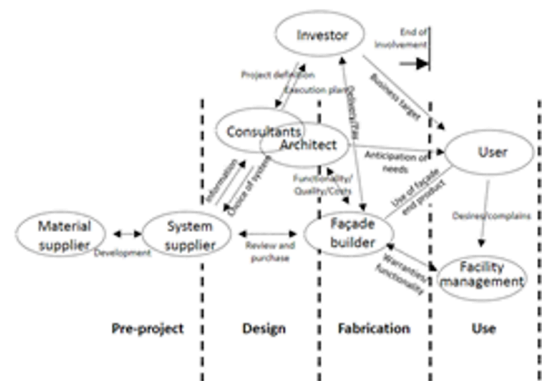 Investor
End of
Involvement
Project definition
Execution plan
Delivers/Pay
Business target
Consultants
Architect
User
Information
Choice of system
Functionality/
Quality/Costs
Anticipation of
needs
Use of façade
end product
Desires/complains
Material
supplier
Development
System
supplier
Review and
purchase
Façade
builder
Warranties/
functionality
Facility
management
Pre-project
Design
Fabrication
Use